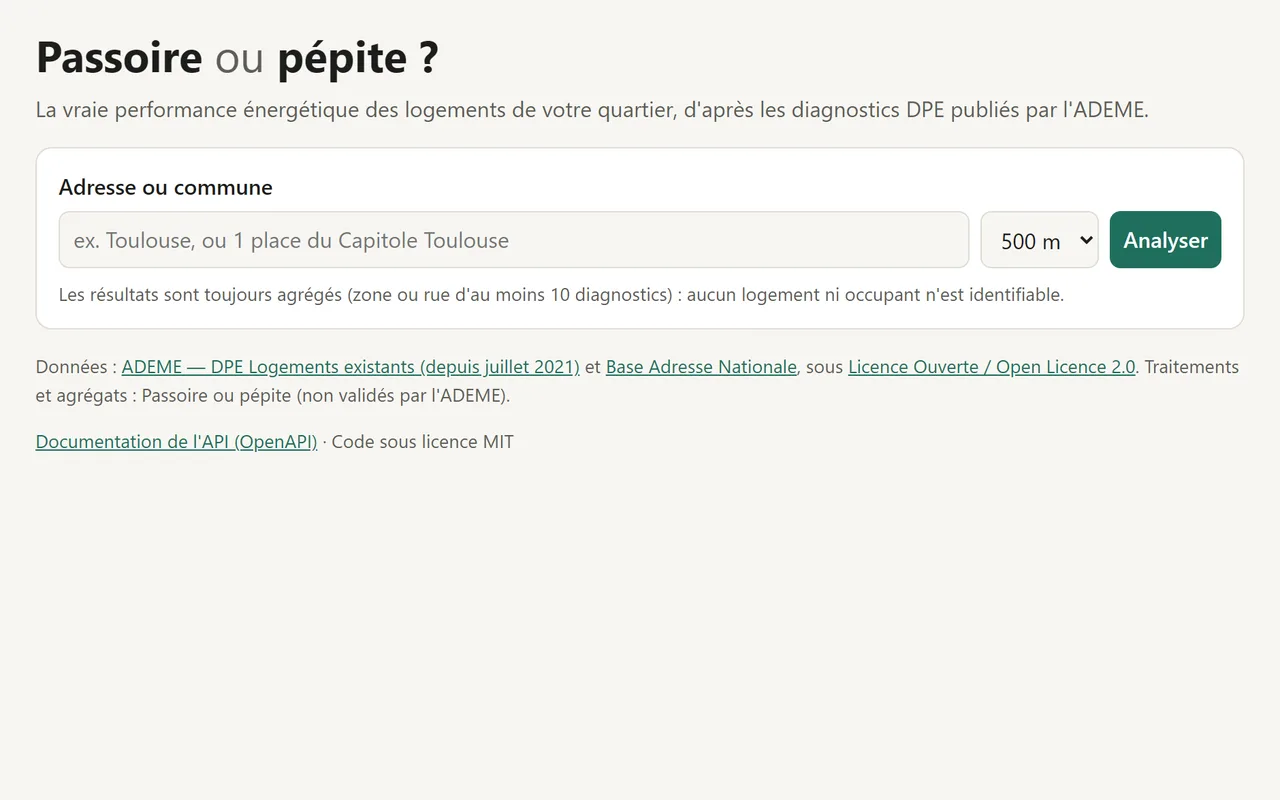 Passoire ou pépite ?
La vraie performance énergétique des logements de votre quartier, d'après les diagnostics DPE publiés par l'ADEME.
Adresse ou commune
ex. Toulouse, ou 1 place du Capitole Toulouse
500 m
Analyser
Les résultats sont toujours agrégés (zone ou rue d'au moins 10 diagnostics) : aucun logement ni occupant n'est identifiable.
Données : ADEME — DPE Logements existants (depuis juillet 2021) et Base Adresse Nationale, sous Licence Ouverte / Open Licence 2.0. Traitements
et agrégats : Passoire ou pépite (non validés par l'ADEME).
Documentation de l'API (OpenAPI) · Code sous licence MIT